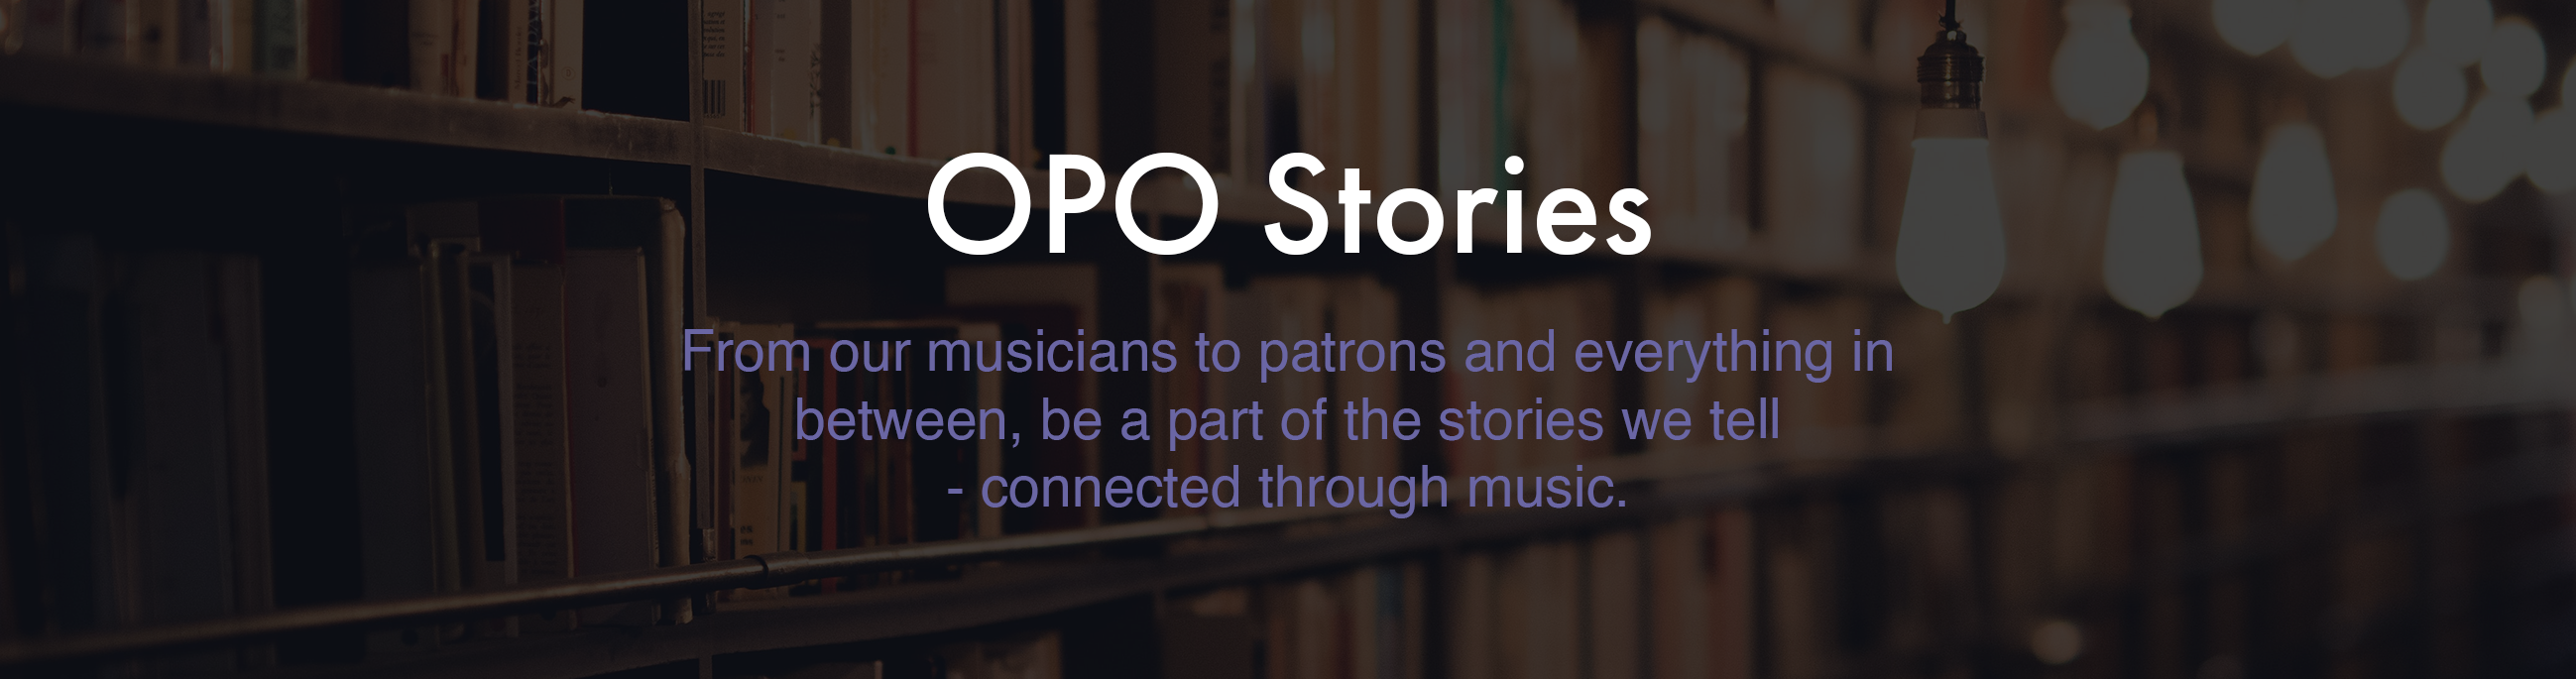 OPO Stories
From our musicians to patrons and everything in
between, be a part of the stories we tell
- connected through music.